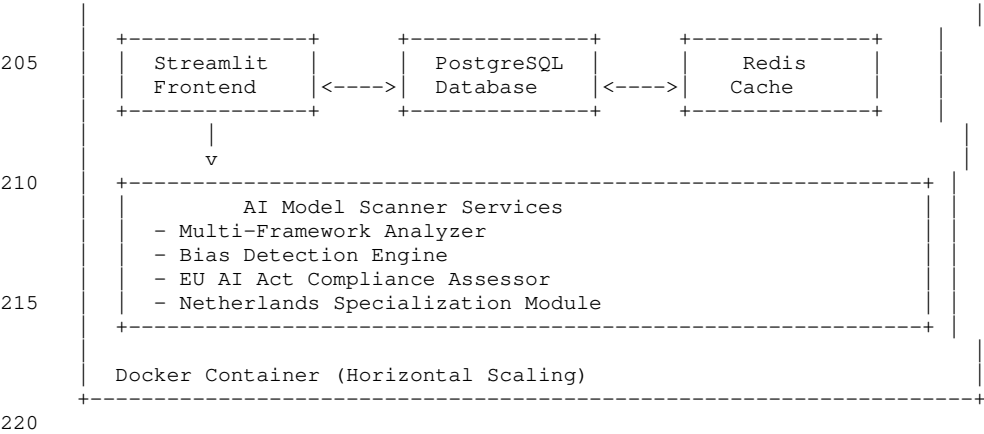 205 Streamlit PostgreSQL Redis
Frontend <----> Database <----> Cache
v
210
AI Model Scanner Services
- Multi-Framework Analyzer
- Bias Detection Engine
- EU AI Act Compliance Assessor
215 - Netherlands Specialization Module
Docker Container (Horizontal Scaling)
220